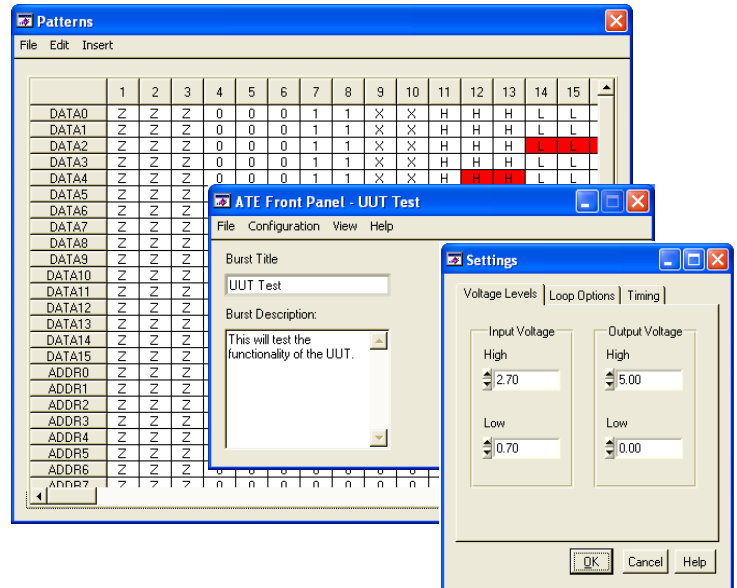 Patterns
File Edit Insert
1 2 3 4 5 6 7 8 9 10 11 12 13 14 15
DATA0 Z Z Z 0 0 0 1 1 X X H H H L L
DATA1 Z Z Z 0 0 0 1 1 X X H H H L L
DATA2 Z Z Z 0 0 0 1 1 X X H H H L L
DATA3 Z Z Z 0 0 0 1 1 X X H H H L L
DATA4 Z Z Z 0 0 0 1 1 X X H H H L L
DATA5 Z Z Z
DATA6 Z Z Z
DATA7 Z Z Z
DATA8 Z Z Z
DATA9 Z Z Z
DATA10 Z Z Z
DATA11 Z Z Z
DATA12 Z Z Z
DATA13 Z Z Z
DATA14 Z Z Z
DATA15 Z Z Z
ADDR0 Z Z Z
ADDR1 Z Z Z
ADDR2 Z Z Z
ADDR3 Z Z Z
ADDR4 Z Z Z
ADDR5 Z Z Z
ADDR6 Z Z Z
ADDR7 Z Z Z 0 0 0 1 1 X X
ATE Front Panel - UUT Test
File Configuration View Help
Burst Title
UUT Test
Burst Description:
This will test the
functionality of the UUT.
Settings
Voltage Levels Loop Options Timing
Input Voltage
High
2.70
Low
0.70
Output Voltage
High
5.00
Low
0.00
OK Cancel Help